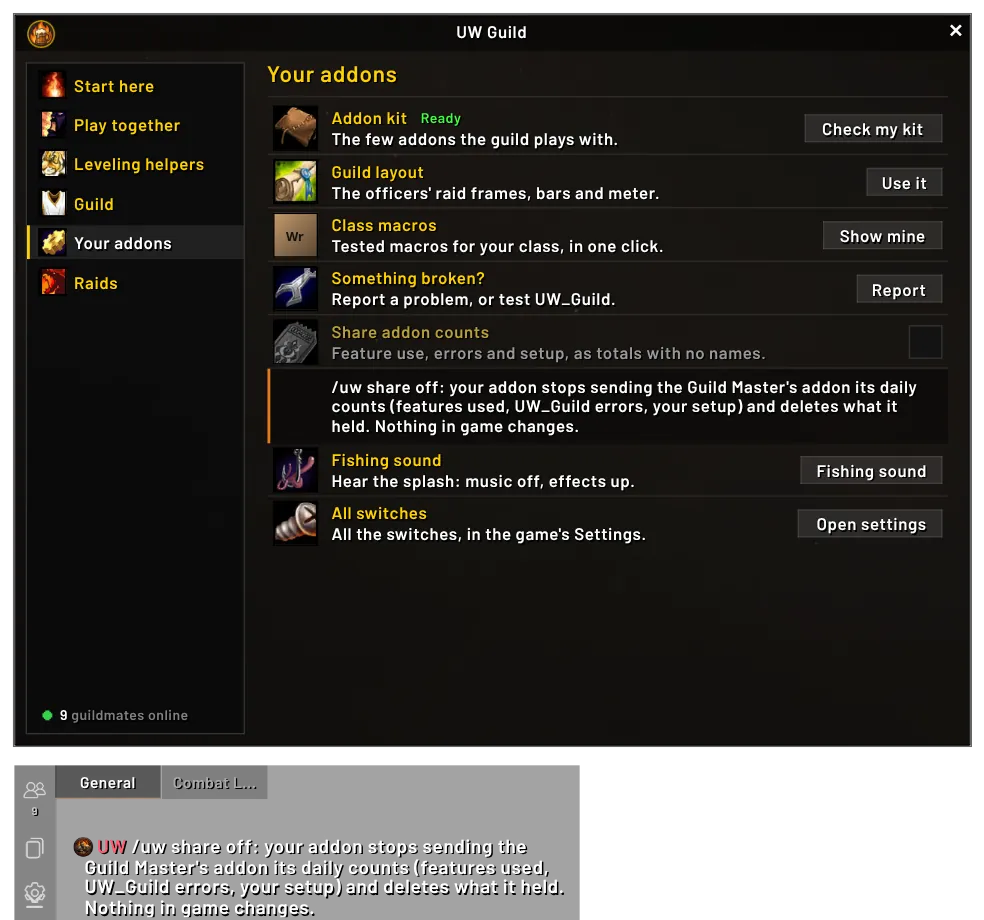 UW Guild
Start here
Play together
Leveling helpers
Guild
Your addons
Raids
9 guildmates online
Your addons
Addon kit Ready
The few addons the guild plays with.
Check my kit
Guild layout
The officers' raid frames, bars and meter.
Use it
Wr
Class macros
Tested macros for your class, in one click.
Show mine
Something broken?
Report a problem, or test UW_Guild.
Report
Share addon counts
Feature use, errors and setup, as totals with no names.
/uw share off: your addon stops sending the Guild Master's addon its daily
counts (features used, UW_Guild errors, your setup) and deletes what it
held. Nothing in game changes.
Fishing sound
Hear the splash: music off, effects up.
Fishing sound
All switches
All the switches, in the game's Settings.
Open settings
General
Combat L...
9
UW /uw share off: your addon stops sending the
Guild Master's addon its daily counts (features used,
UW_Guild errors, your setup) and deletes what it held.
Nothing in game changes.